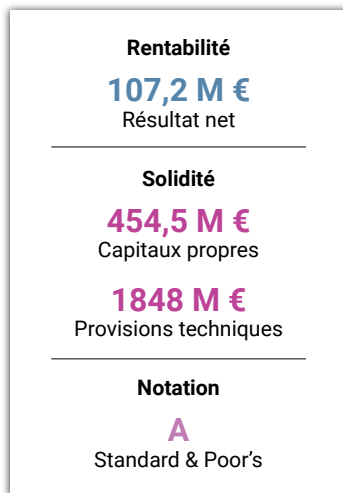 Rentabilité
107,2 M €
Résultat net
Solidité
454,5 M €
Capitaux propres
1848 M €
Provisions techniques
Notation
A
Standard & Poor’s